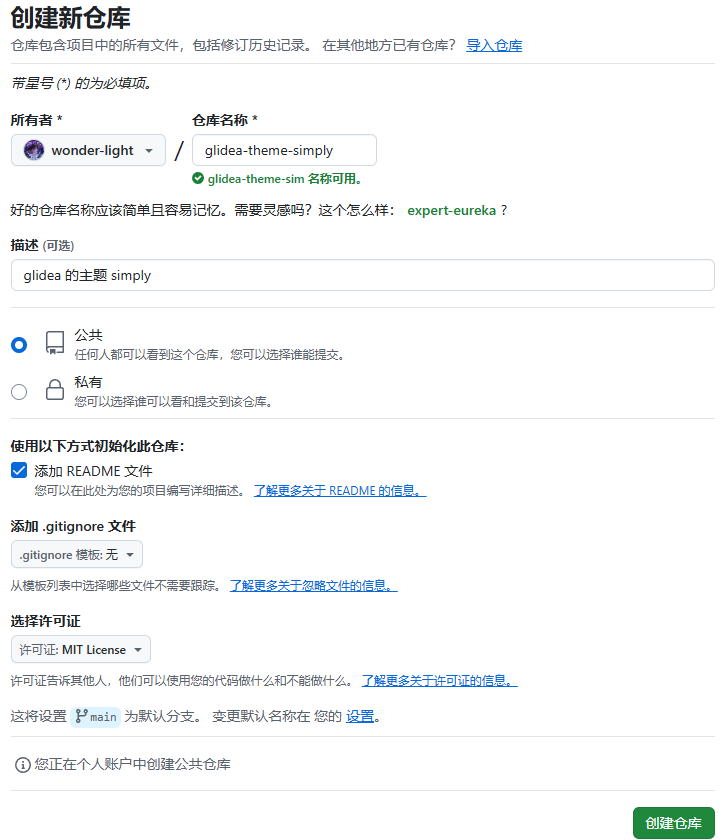 创建新仓库
仓库包含项目中的所有文件，包括修订历史记录。 在其他地方已有仓库？ 导入仓库
带星号 (*) 的为必填项。
所有者 * 仓库名称 *
wonder-light / glidea-theme-simply
glidea-theme-sim 名称可用。
好的仓库名称应该简单且容易记忆。需要灵感吗？这个怎么样： expert-eureka ?
描述 (可选)
glidea 的主题 simply
公共
任何人都可以看到这个仓库，您可以选择谁能提交。
私有
您可以选择谁可以看和提交到该仓库。
使用以下方式初始化此仓库：
添加 README 文件
您可以在此处为您的项目编写详细描述。 了解更多关于 README 的信息。
添加 .gitignore 文件
.gitignore 模板: 无
从模板列表中选择哪些文件不需要跟踪。 了解更多关于忽略文件的信息。
选择许可证
许可证: MIT License
许可证告诉其他人，他们可以使用您的代码做什么和不能做什么。 了解更多关于许可证的信息。
这将设置 main 为默认分支。 变更默认名称在 您的 设置。
您正在个人账户中创建公共仓库
创建仓库